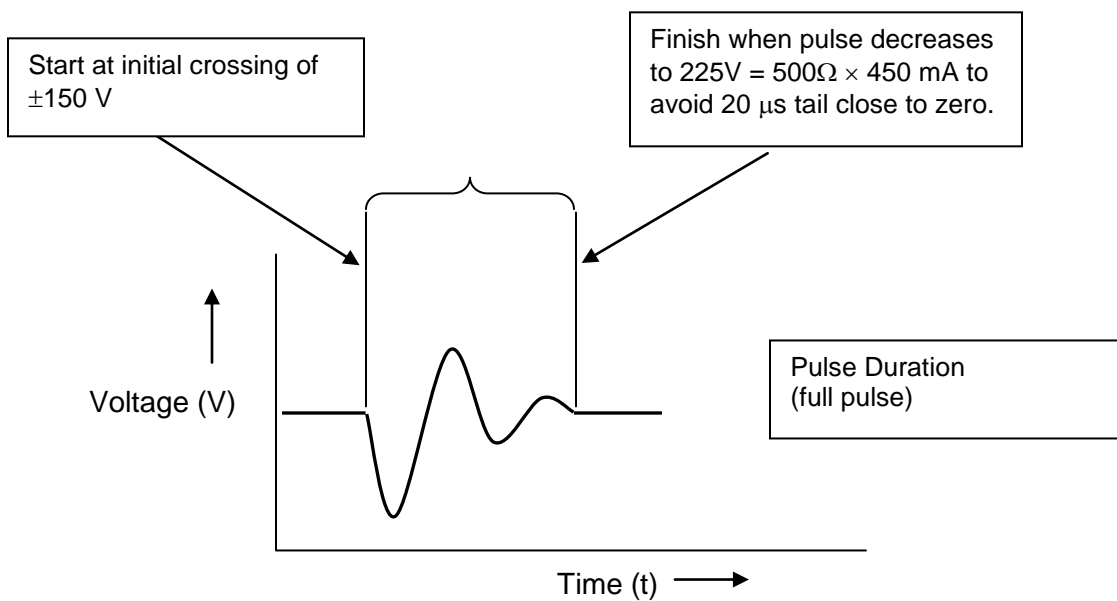 Start at initial crossing of
±150 V
Finish when pulse decreases
to 225V = 500Ω × 450 mA to
avoid 20 μs tail close to zero.
Pulse Duration
(full pulse)
Voltage (V)
Time (t)